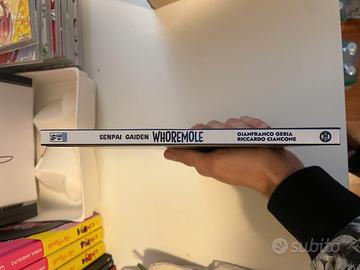 SENPAI GAIDEN WHOREMOLE GIANFRANCO GERIA
RICCARDO CIANCONE
subito